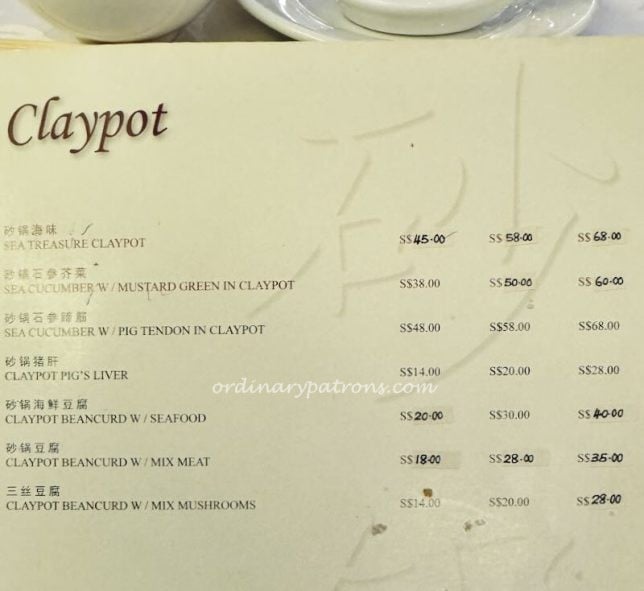 Claypot
砂锅海味
SEA TREASURE CLAYPOT S$45.00 S$58.00 S$68.00
砂锅石参芥菜
SEA CUCUMBER W / MUSTARD GREEN IN CLAYPOT S$38.00 S$50.00 S$60.00
砂锅石参蹄筋
SEA CUCUMBER W / PIG TENDON IN CLAYPOT S$48.00 S$58.00 S$68.00
砂锅猪肝
CLAYPOT PIG'S LIVER S$14.00 S$20.00 S$28.00
ordinarypatrons.com
砂锅海鲜豆腐
CLAYPOT BEANCURD W / SEAFOOD S$20.00 S$30.00 S$40.00
砂锅豆腐
CLAYPOT BEANCURD W / MIX MEAT S$18.00 S$28.00 S$35.00
三丝豆腐
CLAYPOT BEANCURD W / MIX MUSHROOMS S$14.00 S$20.00 S$28.00